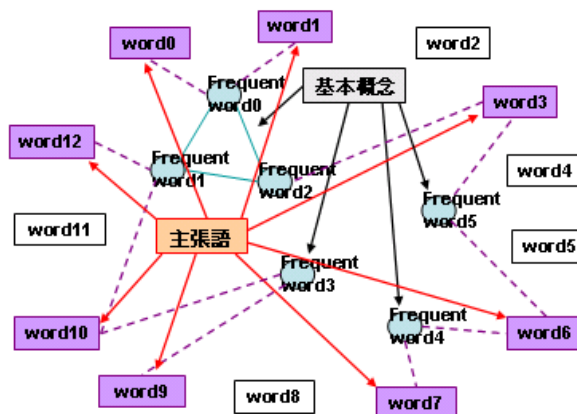 word0
word1
word2
Frequent
word0
基本概念
word3
word12
Frequent
word1
Frequent
word2
word4
Frequent
word5
word11
主張語
word5
Frequent
word3
word10
Frequent
word4
word6
word9
word8
word7